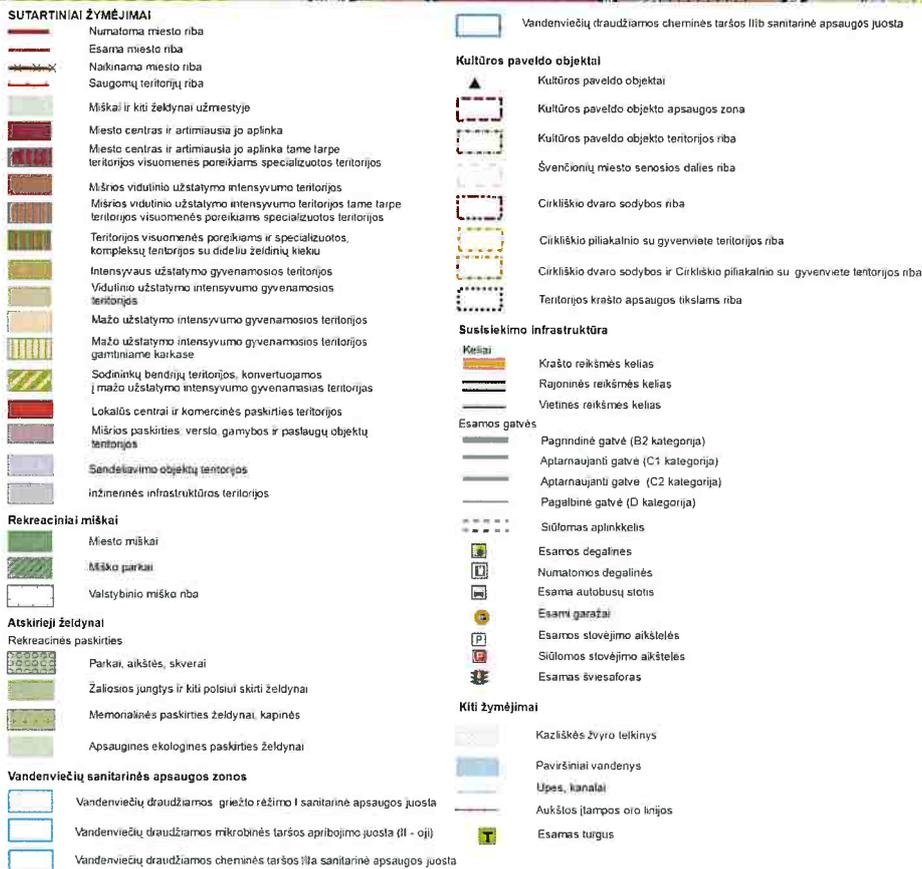 SUTARTINIAI ŽYMĖJIMAI
Numatoma miesto riba
Esama miesto riba
Naikinama miesto riba
Saugomų teritorijų riba
Miškai ir kiti želdynai užmiestyje
Miesto centras ir artimiausia jo aplinka
Miesto centras ir artimiausia jo aplinka tame tarpe
teritorijos visuomenės poreikiams specializuotos teritorijos
Mišrios vidutinio užstatymo intensyvumo teritorijos
Mišrios vidutinio užstatymo intensyvumo teritorijos tame tarpe
teritorijos visuomenės poreikiams specializuotos teritorijos
Teritorijos visuomenės poreikiams ir specializuotos,
kompleksų teritorijos su dideliu želdinių kiekiu
Intensyvaus užstatymo gyvenamosios teritorijos
Vidutinio užstatymo intensyvumo gyvenamosios
teritorijos
Mažo užstatymo intensyvumo gyvenamosios teritorijos
Mažo užstatymo intensyvumo gyvenamosios teritorijos
gamtiniame karkase
Sodininkų bendrijų teritorijos, konvertuojamos
į mažo užstatymo intensyvumo gyvenamasias teritorijas
Lokalūs centrai ir komercinės paskirties teritorijos
Mišrios paskirties, verslo, gamybos ir paslaugų objektų
teritorijos
Sandėliavimo objektų teritorijos
Inžinerinės infrastruktūros teritorijos
Rekreaciniai miškai
Miesto miškai
Miško parkai
Valstybinio miško riba
Atskirieji želdynai
Rekreacinės paskirties
Parkai, aikštės, skverai
Žaliosios jungtys ir kiti polsiui skirti želdynai
Memorialinės paskirties želdynai, kapinės
Apsauginės ekologinės paskirties želdynai
Vandenviečių sanitarinės apsaugos zonos
Vandenviečių draudžiamos griežto režimo I sanitarinė apsaugos juosta
Vandenviečių draudžiamos mikrobinės taršos apribojimo juosta (II - oji)
Vandenviečių draudžiamos cheminės taršos IIIa sanitarinė apsaugos juosta
Vandenviečių draudžiamos cheminės taršos IIIb sanitarinė apsaugos juosta
Kultūros paveldo objektai
Kultūros paveldo objektai
Kultūros paveldo objekto apsaugos zona
Kultūros paveldo objekto teritorijos riba
Švenčionių miesto senosios dalies riba
Cirkliškio dvaro sodybos riba
Cirkliškio piliakalnio su gyvenviete teritorijos riba
Cirkliškio dvaro sodybos ir Cirkliškio piliakalnio su gyvenviete teritorijos riba
Teritorijos krašto apsaugos tikslams riba
Susisiekimo infrastruktūra
Keliai
Krašto reikšmės kelias
Rajoninės reikšmės kelias
Vietinės reikšmės kelias
Esamos gatvės
Pagrindinė gatvė (B2 kategorija)
Aptarnaujanti gatvė (C1 kategorija)
Aptarnaujanti gatvė (C2 kategorija)
Pagalbinė gatvė (D kategorija)
Siūlomas aplinkkelis
Esamos degalinės
Numatomos degalinės
Esama autobusų stotis
Esami garažai
P Esamos stovėjimo aikštelės
P Siūlomos stovėjimo aikštelės
Esamas šviesaforas
Kiti žymėjimai
Kazliškės žvyro telkinys
Paviršiniai vandenys
Upės, kanalai
Aukštos įtampos oro linijos
T Esamas turgus